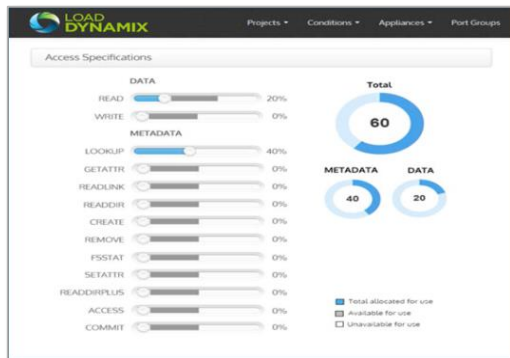 LOAD
DYNAMIX
Projects
Conditions
Appliances
Port Groups
Access Specifications
DATA
READ 20%
WRITE 0%
METADATA
LOOKUP 40%
GETATTR 0%
READLINK 0%
READDIR 0%
CREATE 0%
REMOVE 0%
FSSTAT 0%
SETATTR 0%
READDIRPLUS 0%
ACCESS 0%
COMMIT 0%
Total
60
METADATA
DATA
40
20
Total allocated for use
Available for use
Unavailable for use